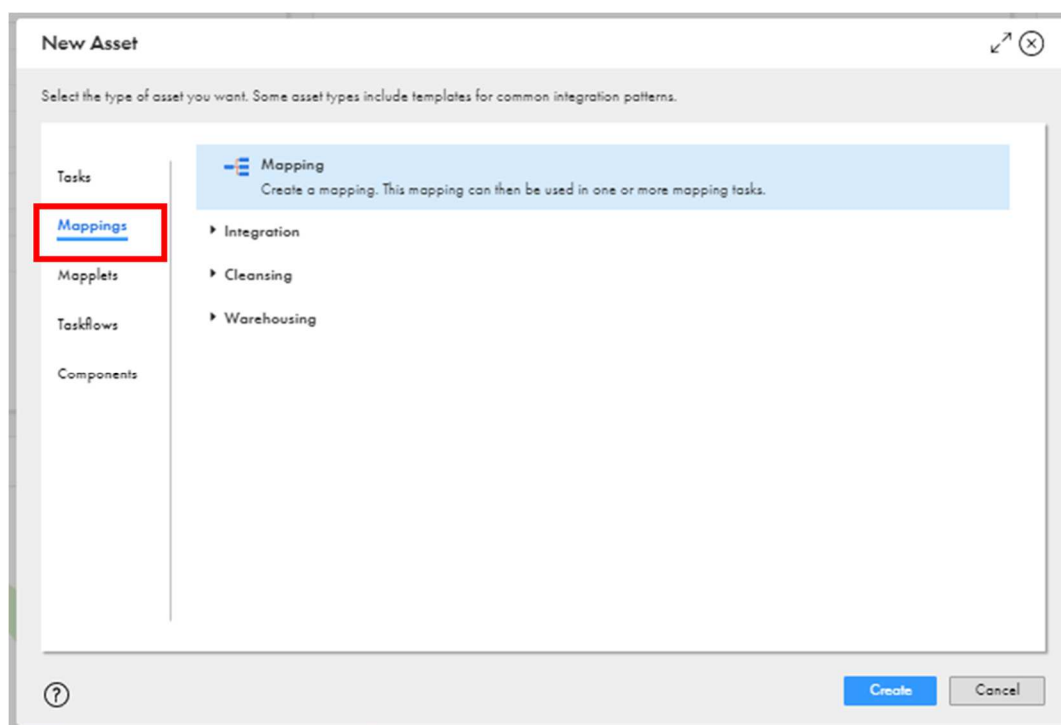 New Asset
Select the type of asset you want. Some asset types include templates for common integration patterns.
Tasks
Mappings
Mapplets
Taskflows
Components
Mapping
Create a mapping. This mapping can then be used in one or more mapping tasks.
Integration
Cleansing
Warehousing
?
Create
Cancel